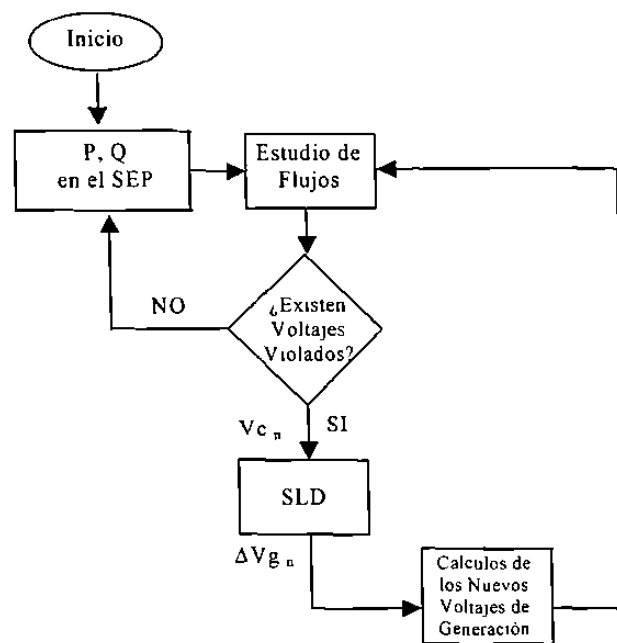 Inicio
P, Q
en el SEP
Estudio de
Flujos
NO
¿Existen
Voltajes
Violados?
Vc n
SI
SLD
ΔVg n
Calculos de
los Nuevos
Voltajes de
Generación